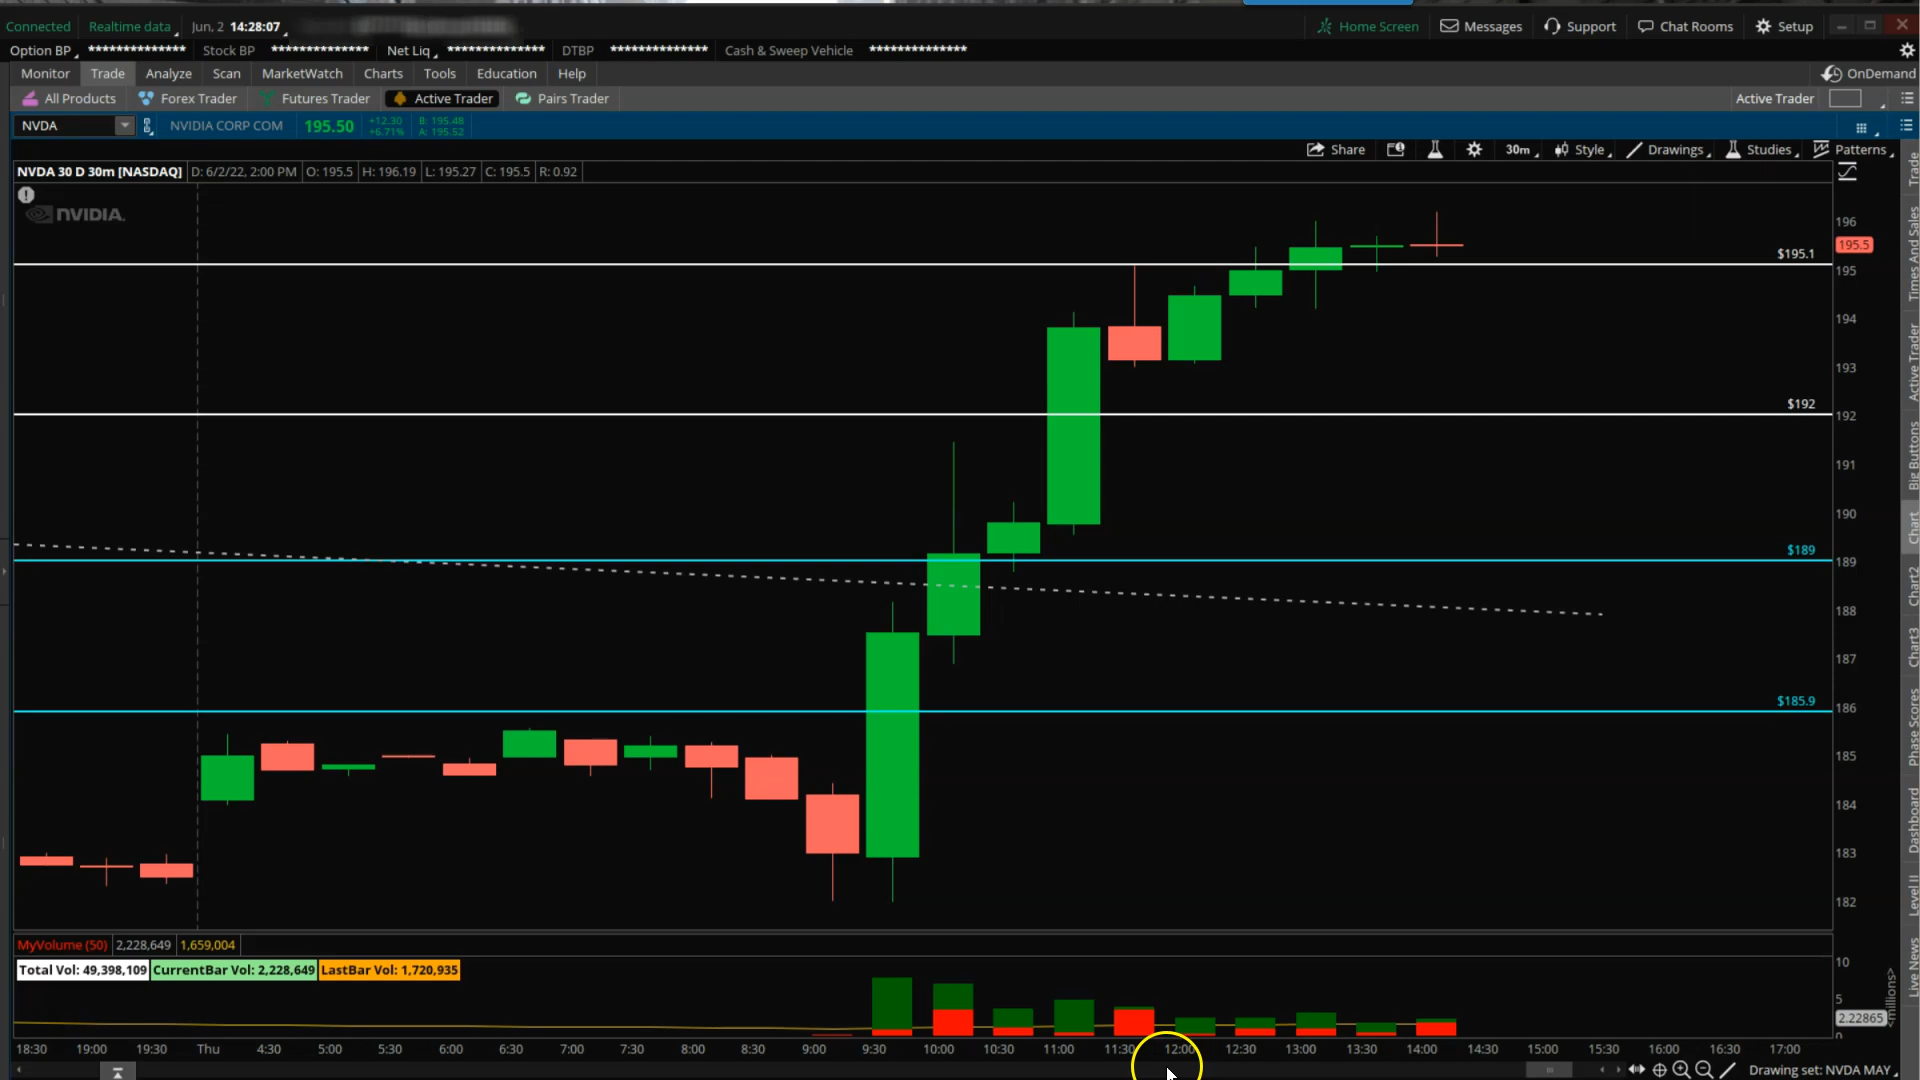 Connected Realtime data Jun, 2 14:28:07 Home Screen Messages Support Chat Rooms Setup
Option BP ************** Stock BP ************** Net Liq ************** DTBP ************** Cash & Sweep Vehicle **************
Monitor Trade Analyze Scan MarketWatch Charts Tools Education Help OnDemand
All Products Forex Trader Futures Trader Active Trader Pairs Trader Active Trader
NVDA NVIDIA CORP COM 195.50 +12.30 B: 195.48
+6.71% A: 195.52
Share 30m Style Drawings Studies Patterns
NVDA 30 D 30m [NASDAQ] D: 6/2/22, 2:00 PM O: 195.5 H: 196.19 L: 195.27 C: 195.5 R: 0.92
NVIDIA.
196
195.5
$195.1
195
194
193
$192
192
191
190
$189
189
188
187
$185.9
186
185
184
183
182
Trade
Times And Sales
Active Trader
Big Buttons
Chart
Chart2
Chart3
Phase Scores
Dashboard
Level II
Live News
MyVolume (50) 2,228,649 1,659,004
Total Vol: 49,398,109 CurrentBar Vol: 2,228,649 LastBar Vol: 1,720,935
10
5
2.22865
0
<millions>
18:30 19:00 19:30 Thu 4:30 5:00 5:30 6:00 6:30 7:00 7:30 8:00 8:30 9:00 9:30 10:00 10:30 11:00 11:30 12:00 12:30 13:00 13:30 14:00 14:30 15:00 15:30 16:00 16:30 17:00
Drawing set: NVDA MAY